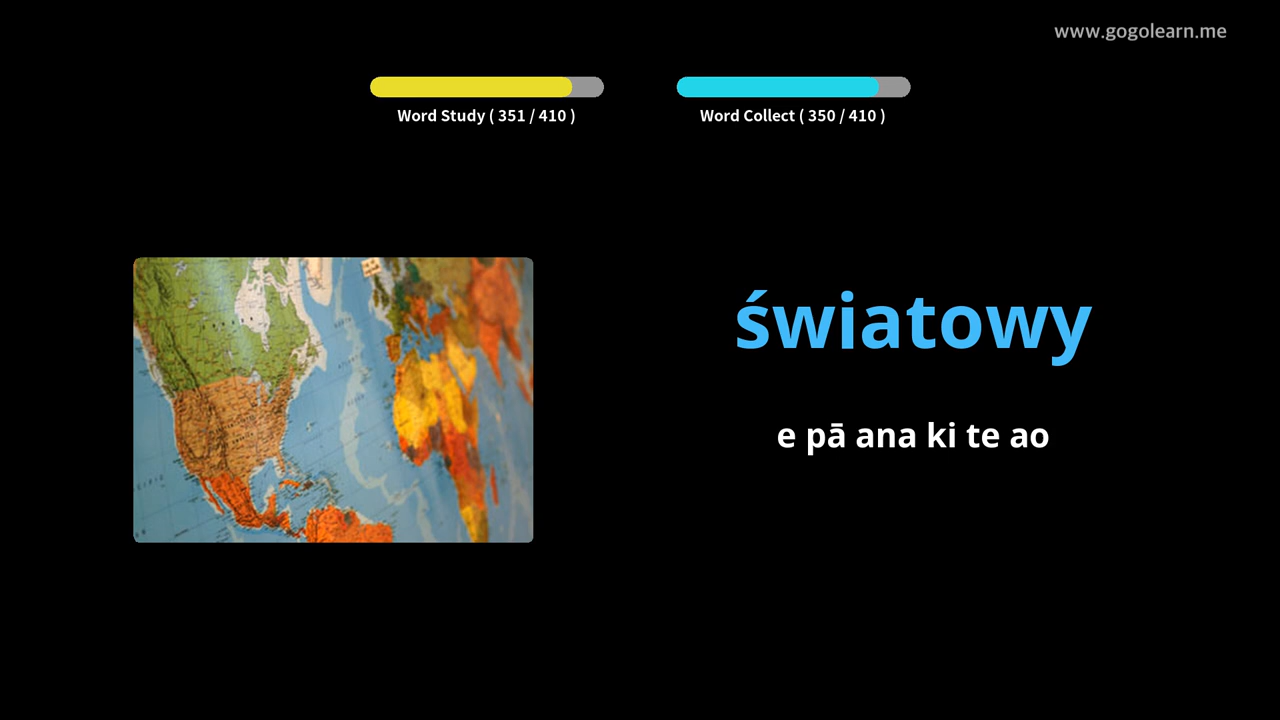 www.gogolearn.me
Word Study ( 351 / 410 )
Word Collect ( 350 / 410 )
światowy
e pā ana ki te ao